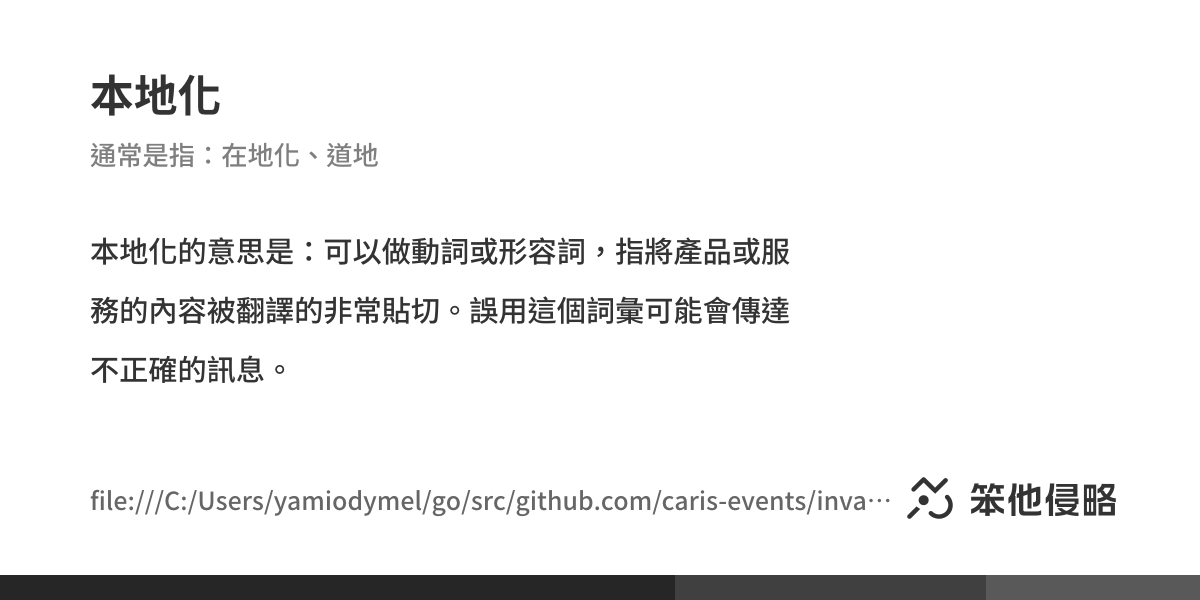 本地化
通常是指：在地化、道地
本地化的意思是：可以做動詞或形容詞，指將產品或服
務的內容被翻譯的非常貼切。誤用這個詞彙可能會傳達
不正確的訊息。
file:///C:/Users/yamiodymel/go/src/github.com/caris-events/inva⋯
笨他侵略